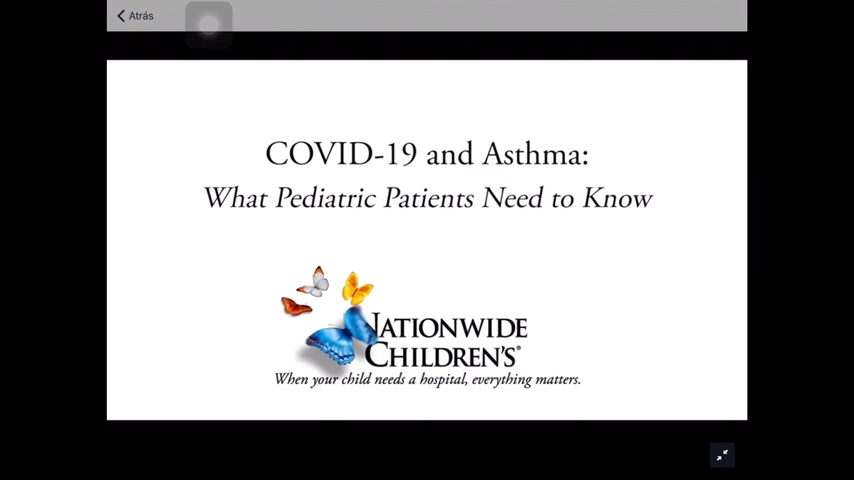 Atrás
COVID-19 and Asthma:
What Pediatric Patients Need to Know
NATIONWIDE
CHILDREN'S®
When your child needs a hospital, everything matters.